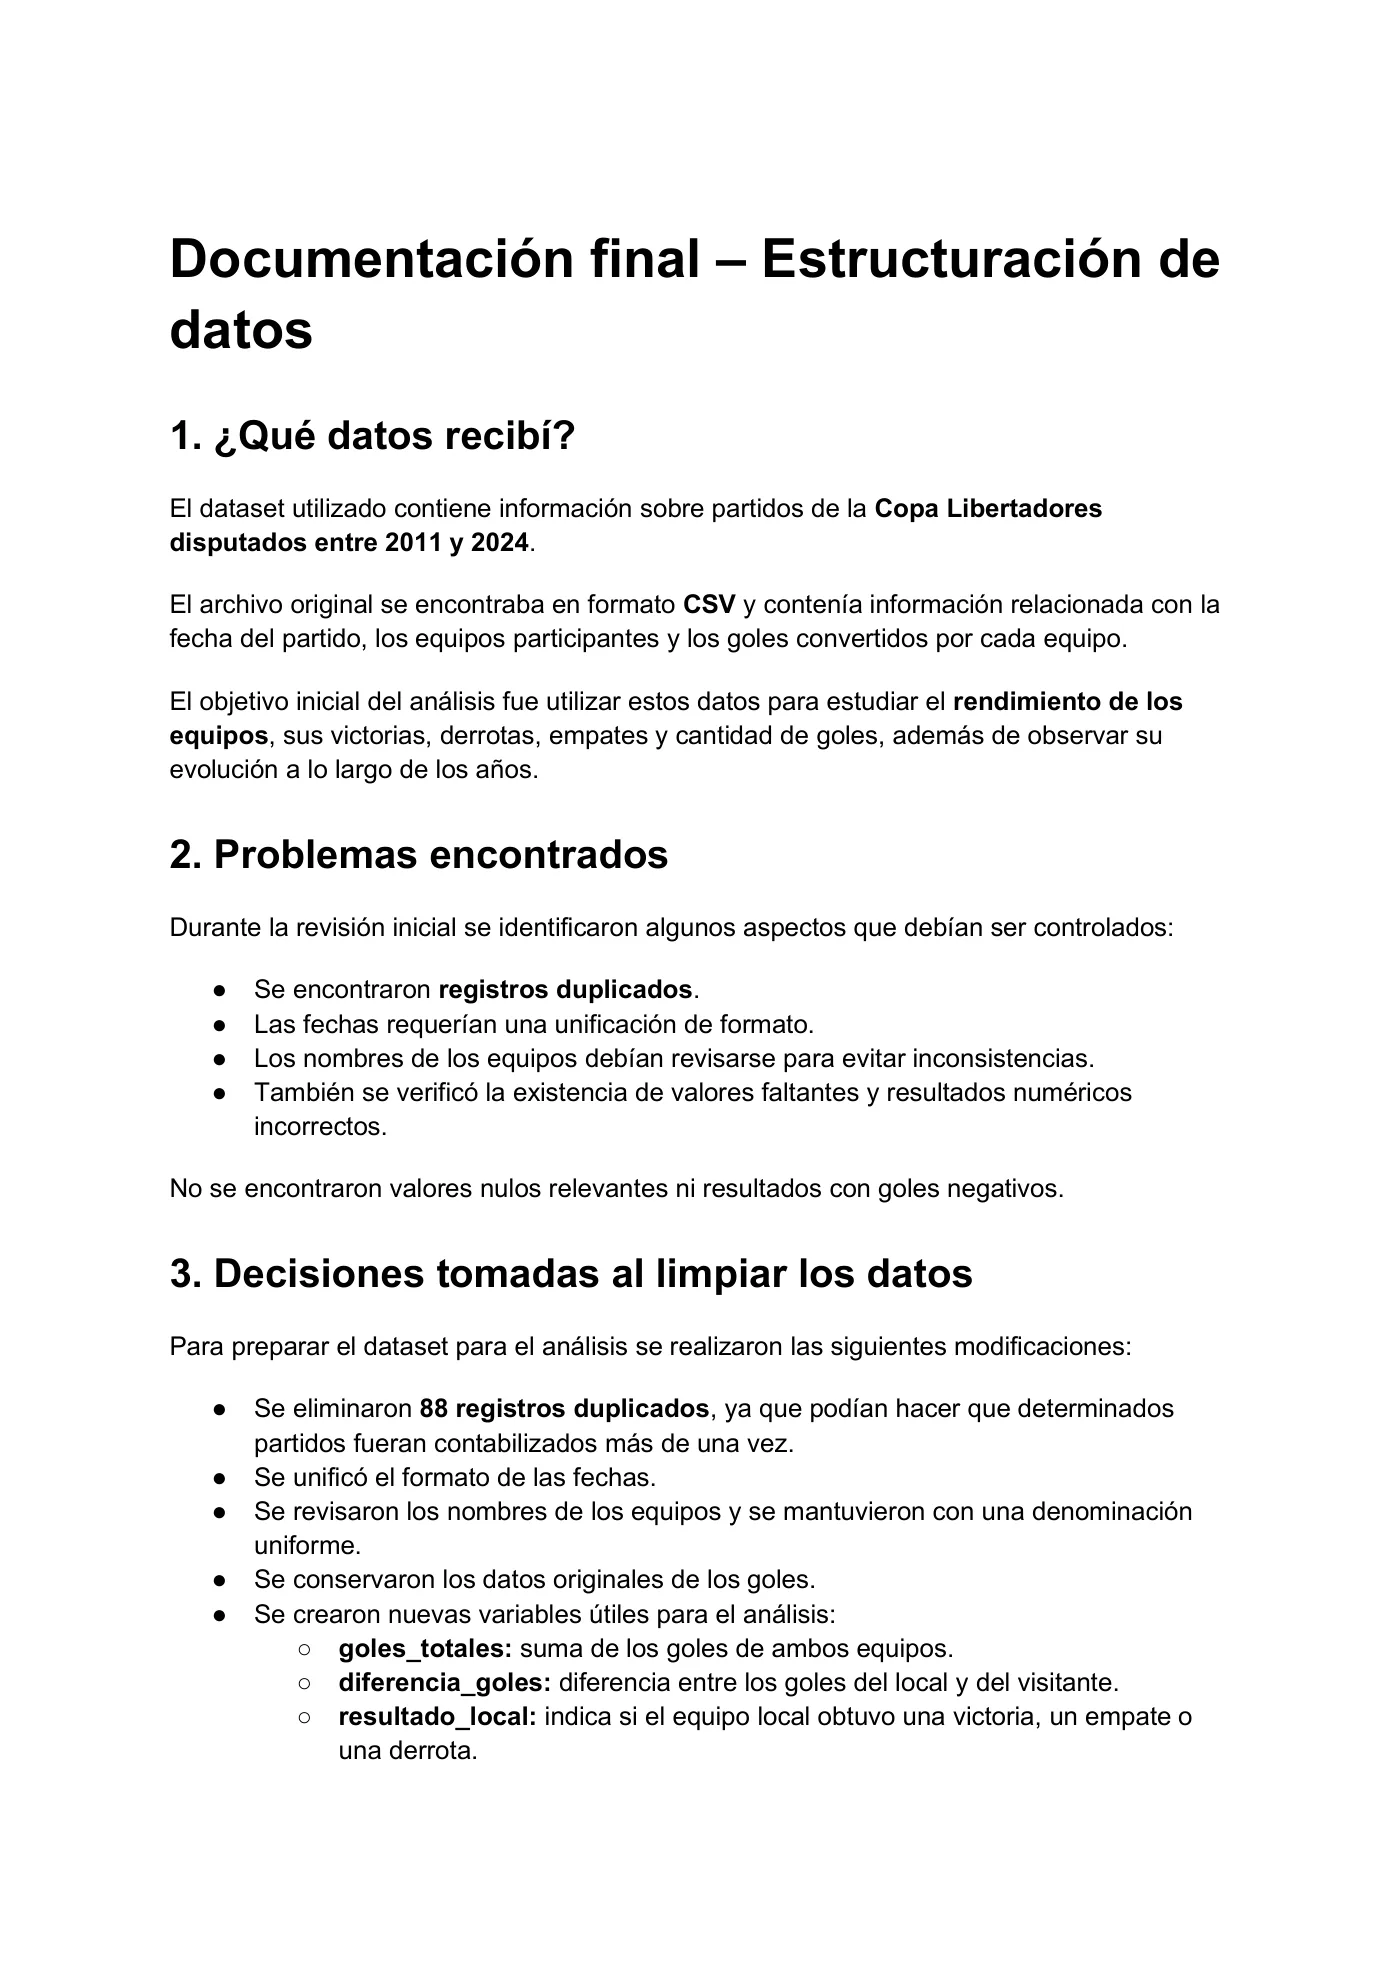 Documentación final – Estructuración de
datos
1. ¿Qué datos recibí?
El dataset utilizado contiene información sobre partidos de la Copa Libertadores
disputados entre 2011 y 2024.
El archivo original se encontraba en formato CSV y contenía información relacionada con la
fecha del partido, los equipos participantes y los goles convertidos por cada equipo.
El objetivo inicial del análisis fue utilizar estos datos para estudiar el rendimiento de los
equipos, sus victorias, derrotas, empates y cantidad de goles, además de observar su
evolución a lo largo de los años.
2. Problemas encontrados
Durante la revisión inicial se identificaron algunos aspectos que debían ser controlados:
● Se encontraron registros duplicados.
● Las fechas requerían una unificación de formato.
● Los nombres de los equipos debían revisarse para evitar inconsistencias.
● También se verificó la existencia de valores faltantes y resultados numéricos
incorrectos.
No se encontraron valores nulos relevantes ni resultados con goles negativos.
3. Decisiones tomadas al limpiar los datos
Para preparar el dataset para el análisis se realizaron las siguientes modificaciones:
● Se eliminaron 88 registros duplicados, ya que podían hacer que determinados
partidos fueran contabilizados más de una vez.
● Se unificó el formato de las fechas.
● Se revisaron los nombres de los equipos y se mantuvieron con una denominación
uniforme.
● Se conservaron los datos originales de los goles.
● Se crearon nuevas variables útiles para el análisis:
○ goles_totales: suma de los goles de ambos equipos.
○ diferencia_goles: diferencia entre los goles del local y del visitante.
○ resultado_local: indica si el equipo local obtuvo una victoria, un empate o
una derrota.